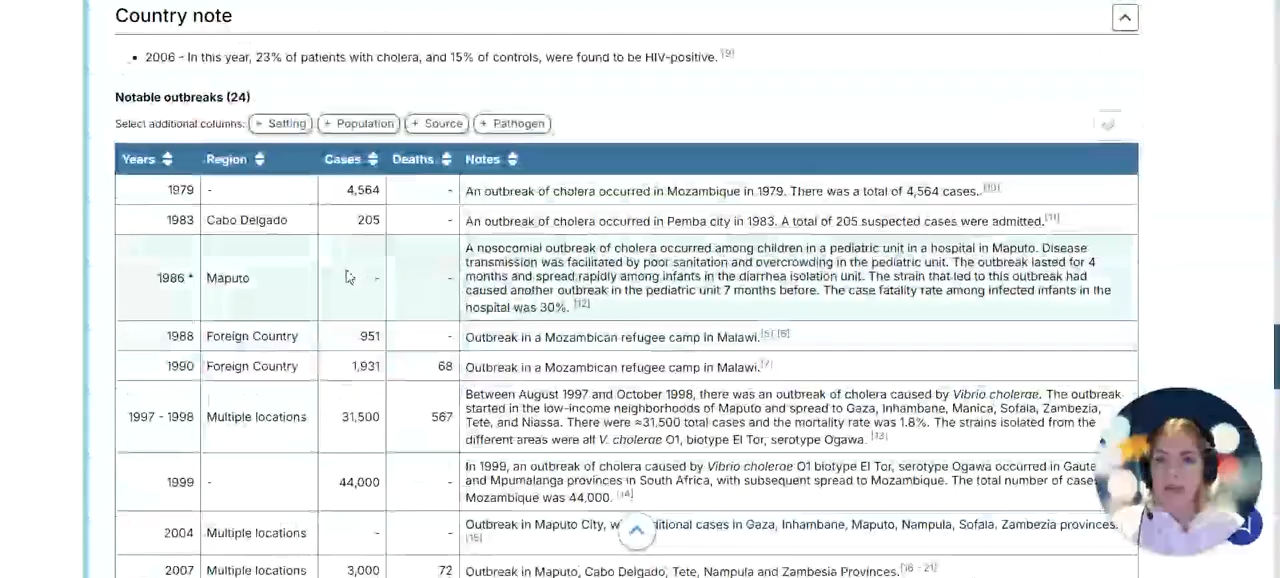 Country note
• 2006 - In this year, 23% of patients with cholera, and 15% of controls, were found to be HIV-positive. [9]
Notable outbreaks (24)
Select additional columns: + Setting + Population + Source + Pathogen
Years Region Cases Deaths Notes
1979 - 4,564 - An outbreak of cholera occurred in Mozambique in 1979. There was a total of 4,564 cases. [10]
1983 Cabo Delgado 205 - An outbreak of cholera occurred in Pemba city in 1983. A total of 205 suspected cases were admitted.[11]
1986 * Maputo - - A nosocomial outbreak of cholera occurred among children in a pediatric unit in a hospital in Maputo. Disease
transmission was facilitated by poor sanitation and overcrowding in the pediatric unit. The outbreak lasted for 4
months and spread rapidly among infants in the diarrhea isolation unit. The strain that led to this outbreak had
caused another outbreak in the pediatric unit 7 months before. The case fatality rate among infected infants in the
hospital was 30%. [12]
1988 Foreign Country 951 - Outbreak in a Mozambican refugee camp in Malawi.[5] [6]
1990 Foreign Country 1,931 68 Outbreak in a Mozambican refugee camp in Malawi.[7]
1997 - 1998 Multiple locations 31,500 567 Between August 1997 and October 1998, there was an outbreak of cholera caused by Vibrio cholerae. The outbreak
started in the low-income neighborhoods of Maputo and spread to Gaza, Inhambane, Manica, Sofala, Zambezia,
Tete, and Niassa. There were ≈31,500 total cases and the mortality rate was 1.8%. The strains isolated from the
different areas were all V. cholerae O1, biotype El Tor, serotype Ogawa. [13]
1999 - 44,000 - In 1999, an outbreak of cholera caused by Vibrio cholerae O1 biotype El Tor, serotype Ogawa occurred in Gaute
and Mpumalanga provinces in South Africa, with subsequent spread to Mozambique. The total number of case
Mozambique was 44,000. [14]
2004 Multiple locations - - Outbreak in Maputo City, w ditional cases in Gaza, Inhambane, Maputo, Nampula, Sofala, Zambezia provinces.
[15]
2007 Multiple locations 3,000 72 Outbreak in Maputo, Cabo Delgado, Tete, Nampula and Zambesia Provinces.[16 - 21]